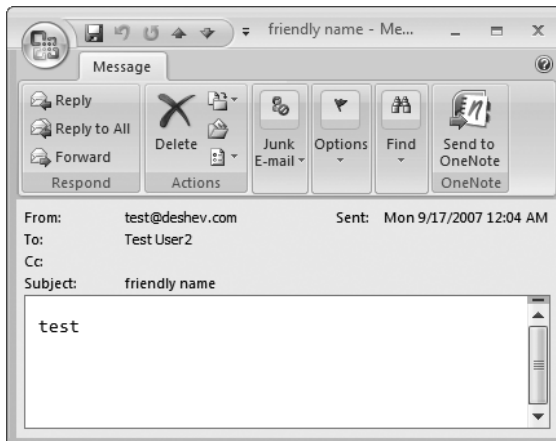 friendly name - Me...
Message
Reply
Reply to All
Forward
Respond
Delete
Actions
Junk
E-mail
Options
Find
Send to
OneNote
OneNote
From: test@deshev.com Sent: Mon 9/17/2007 12:04 AM
To: Test User2
Cc:
Subject: friendly name
test